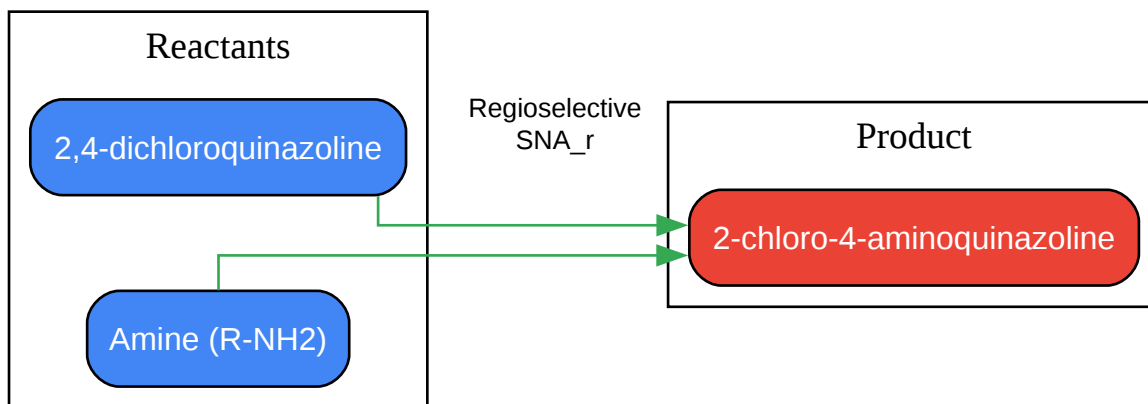 Reactants
2,4-dichloroquinazoline
Amine (R-NH2)
Regioselective
SNA_r
Product
2-chloro-4-aminoquinazoline